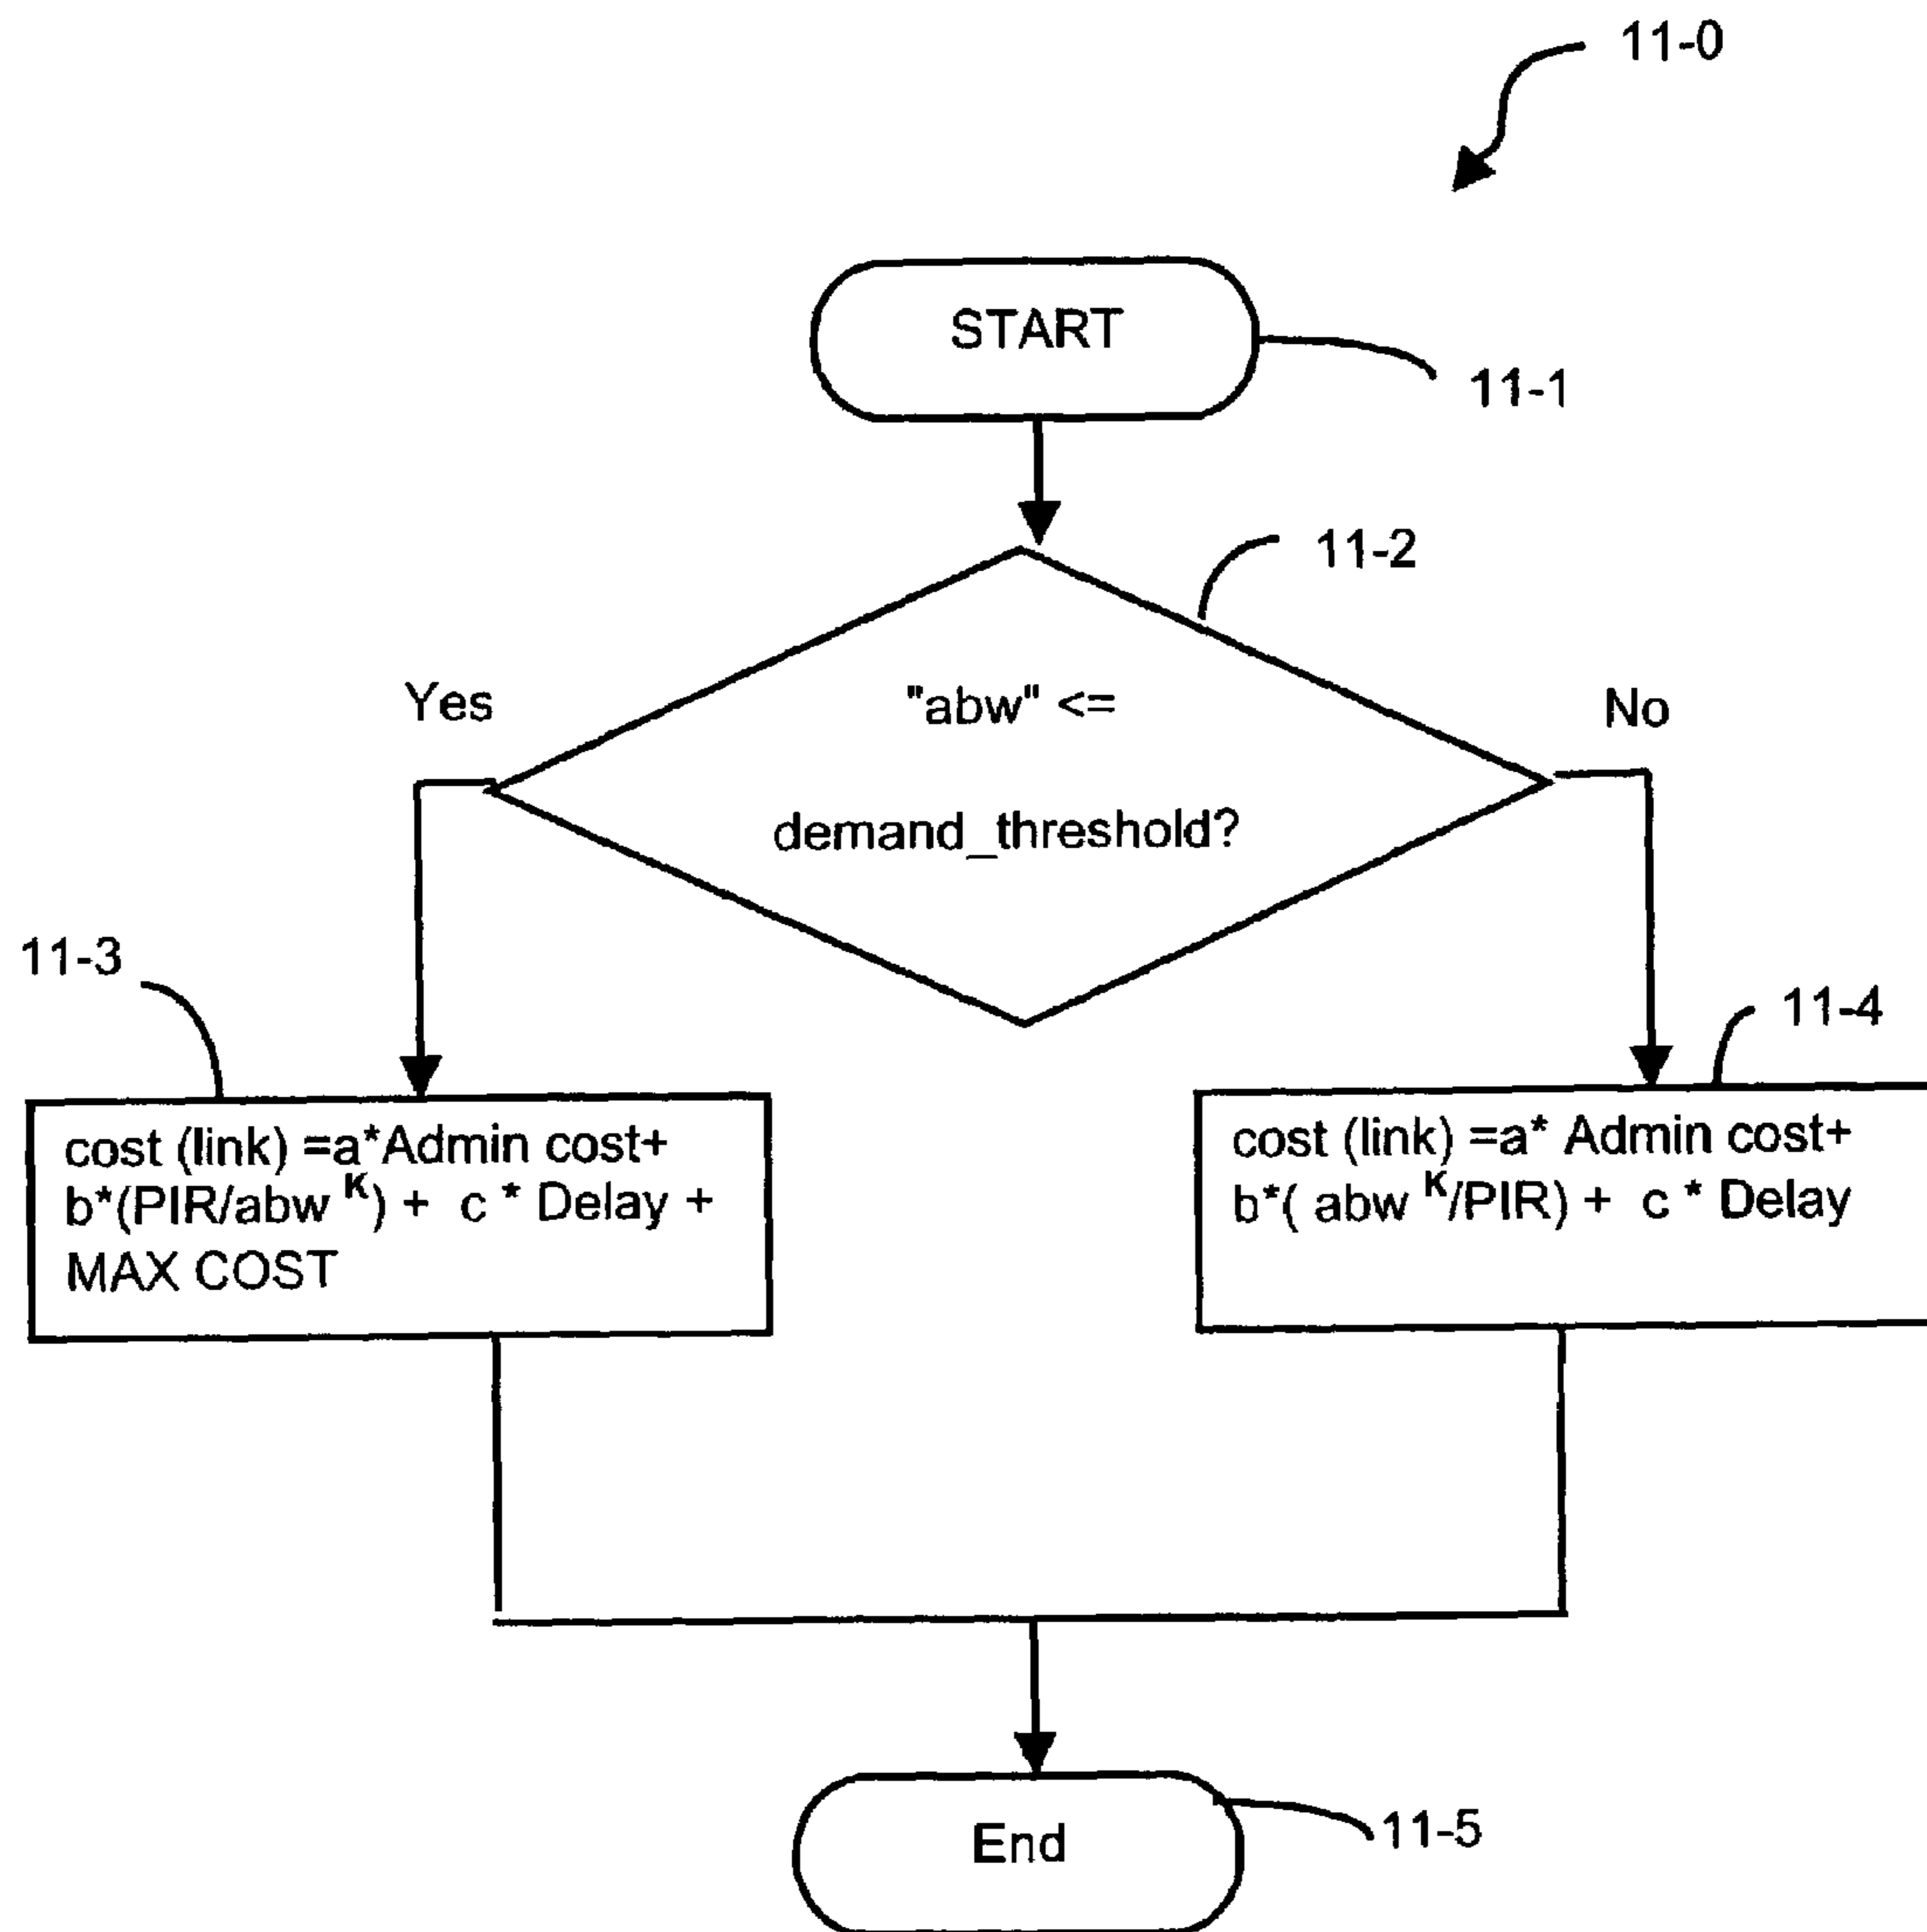 11-0
START
11-1
11-2
Yes
"abw" <=
No
demand_threshold?
11-3
11-4
cost (link) =a*Admin cost+
b*(PIR/abw ᴷ) + c * Delay +
MAX COST
cost (link) =a* Admin cost+
b*( abw ᴷ/PIR) + c * Delay
End
11-5